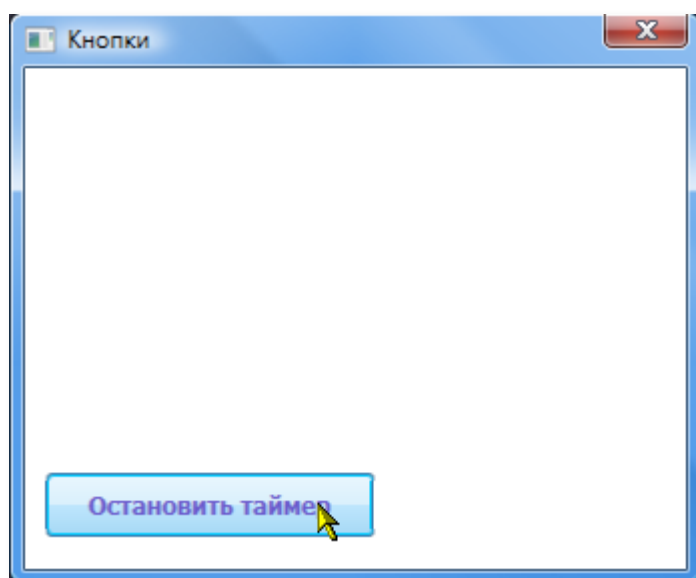 Кнопки
Остановить таймер